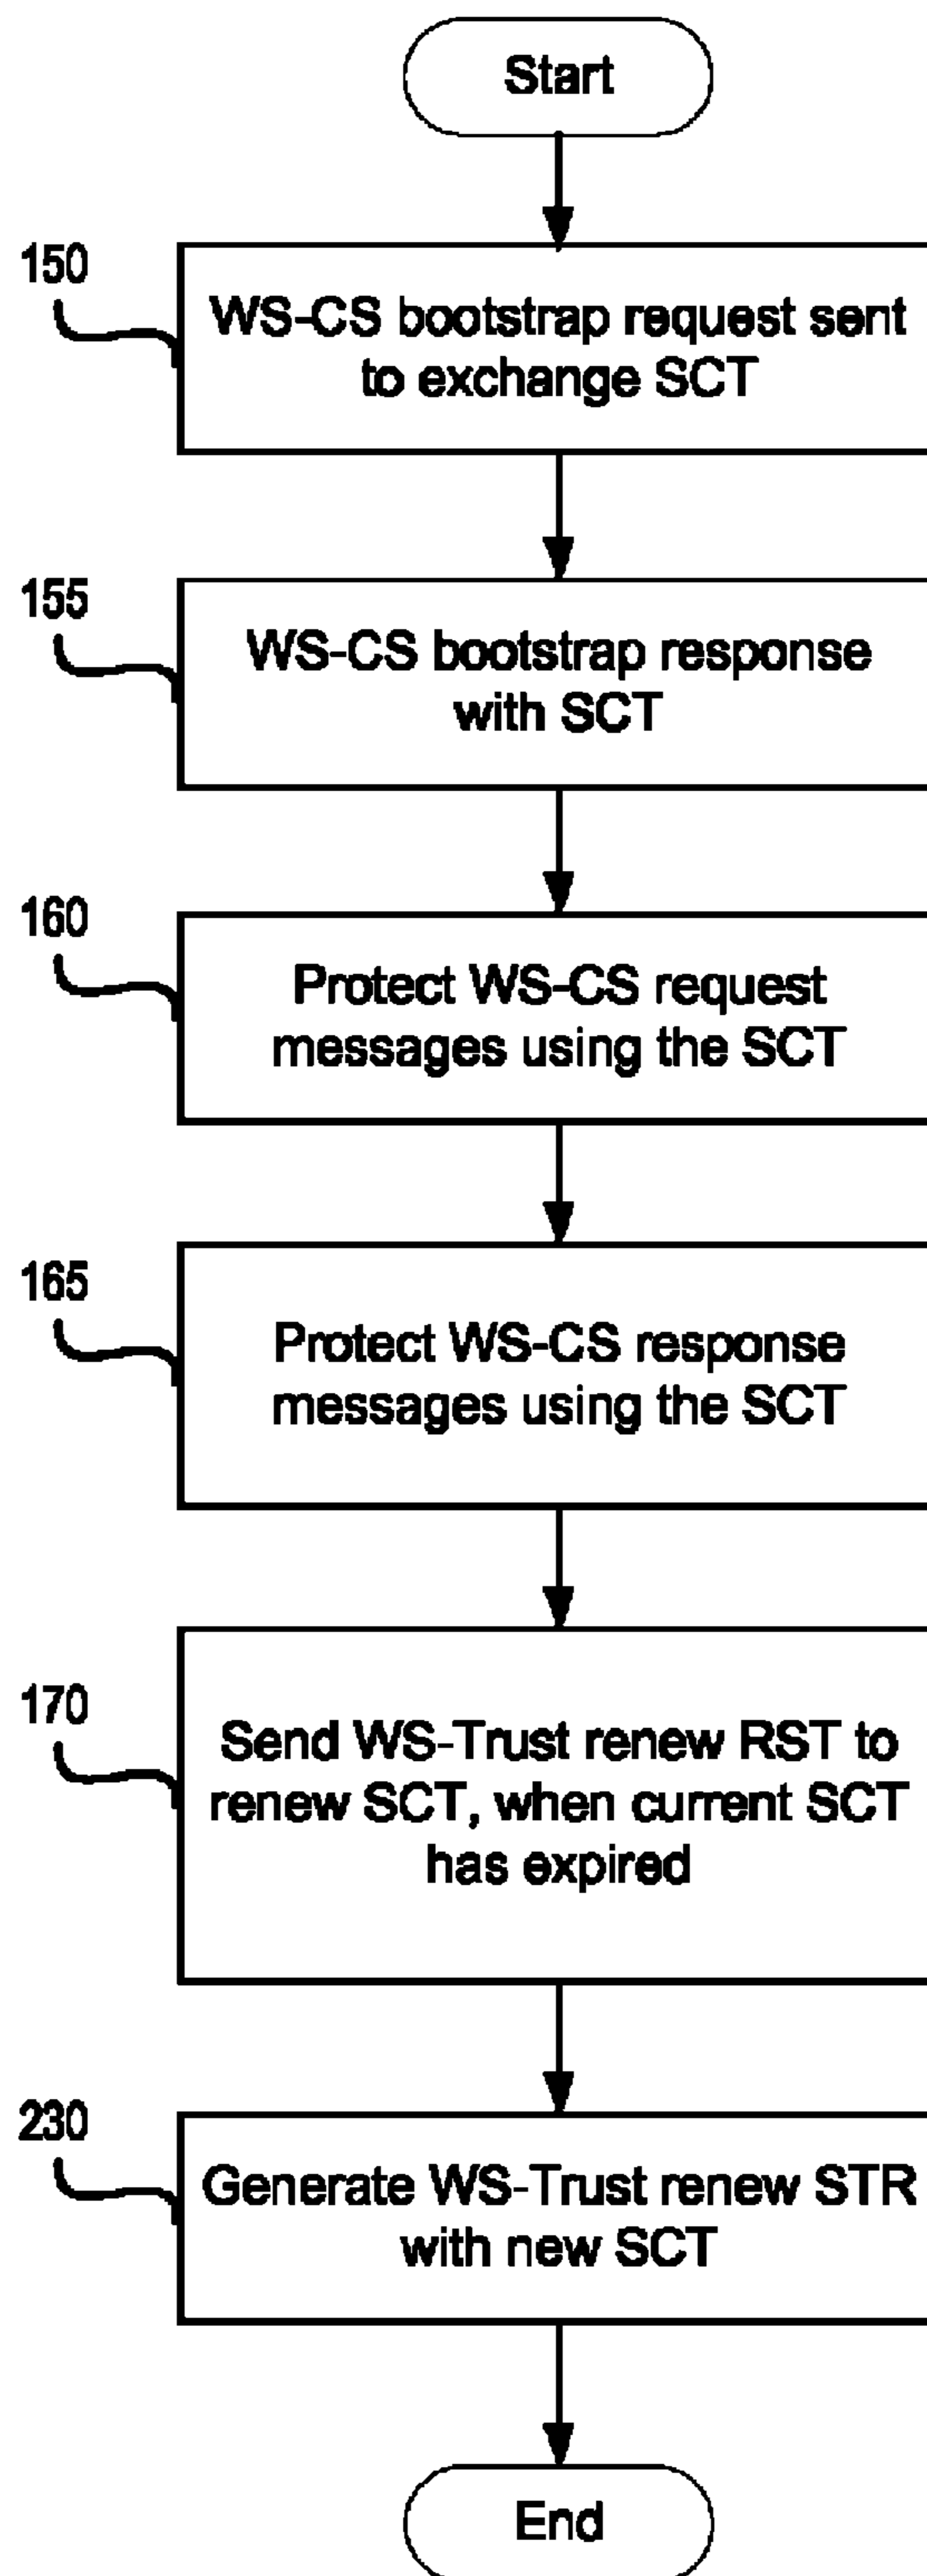 Start
150
WS-CS bootstrap request sent
to exchange SCT
155
WS-CS bootstrap response
with SCT
160
Protect WS-CS request
messages using the SCT
165
Protect WS-CS response
messages using the SCT
170
Send WS-Trust renew RST to
renew SCT, when current SCT
has expired
230
Generate WS-Trust renew STR
with new SCT
End